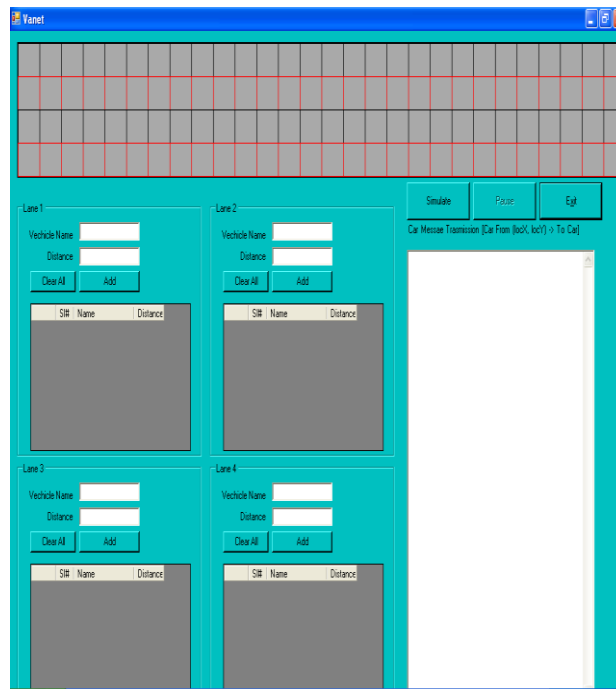 Vanet
Simulate Pause Exit
Car Messae Trasmission [Car From (locX, locY) -> To Car]
Lane 1
Vechicle Name
Distance
Clear All Add
Sl# Name Distance
Lane 2
Vechicle Name
Distance
Clear All Add
Sl# Name Distance
Lane 3
Vechicle Name
Distance
Clear All Add
Sl# Name Distance
Lane 4
Vechicle Name
Distance
Clear All Add
Sl# Name Distance